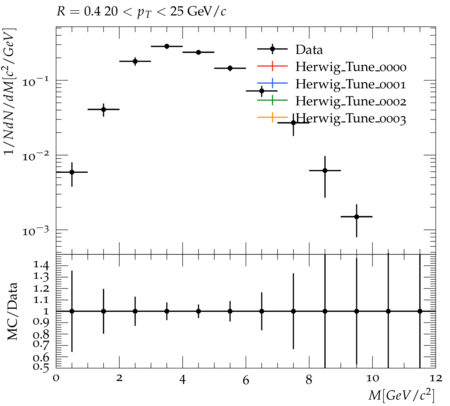 R = 0.4 20 < p_T < 25 GeV/c
1/NdN/dM[c²/GeV]
10⁻¹
10⁻²
10⁻³
Data
Herwig_Tune_0000
Herwig_Tune_0001
Herwig_Tune_0002
Herwig_Tune_0003
MC/Data
1.4
1.3
1.2
1.1
1
0.9
0.8
0.7
0.6
0.5
0 2 4 6 8 10 12
M[GeV/c²]